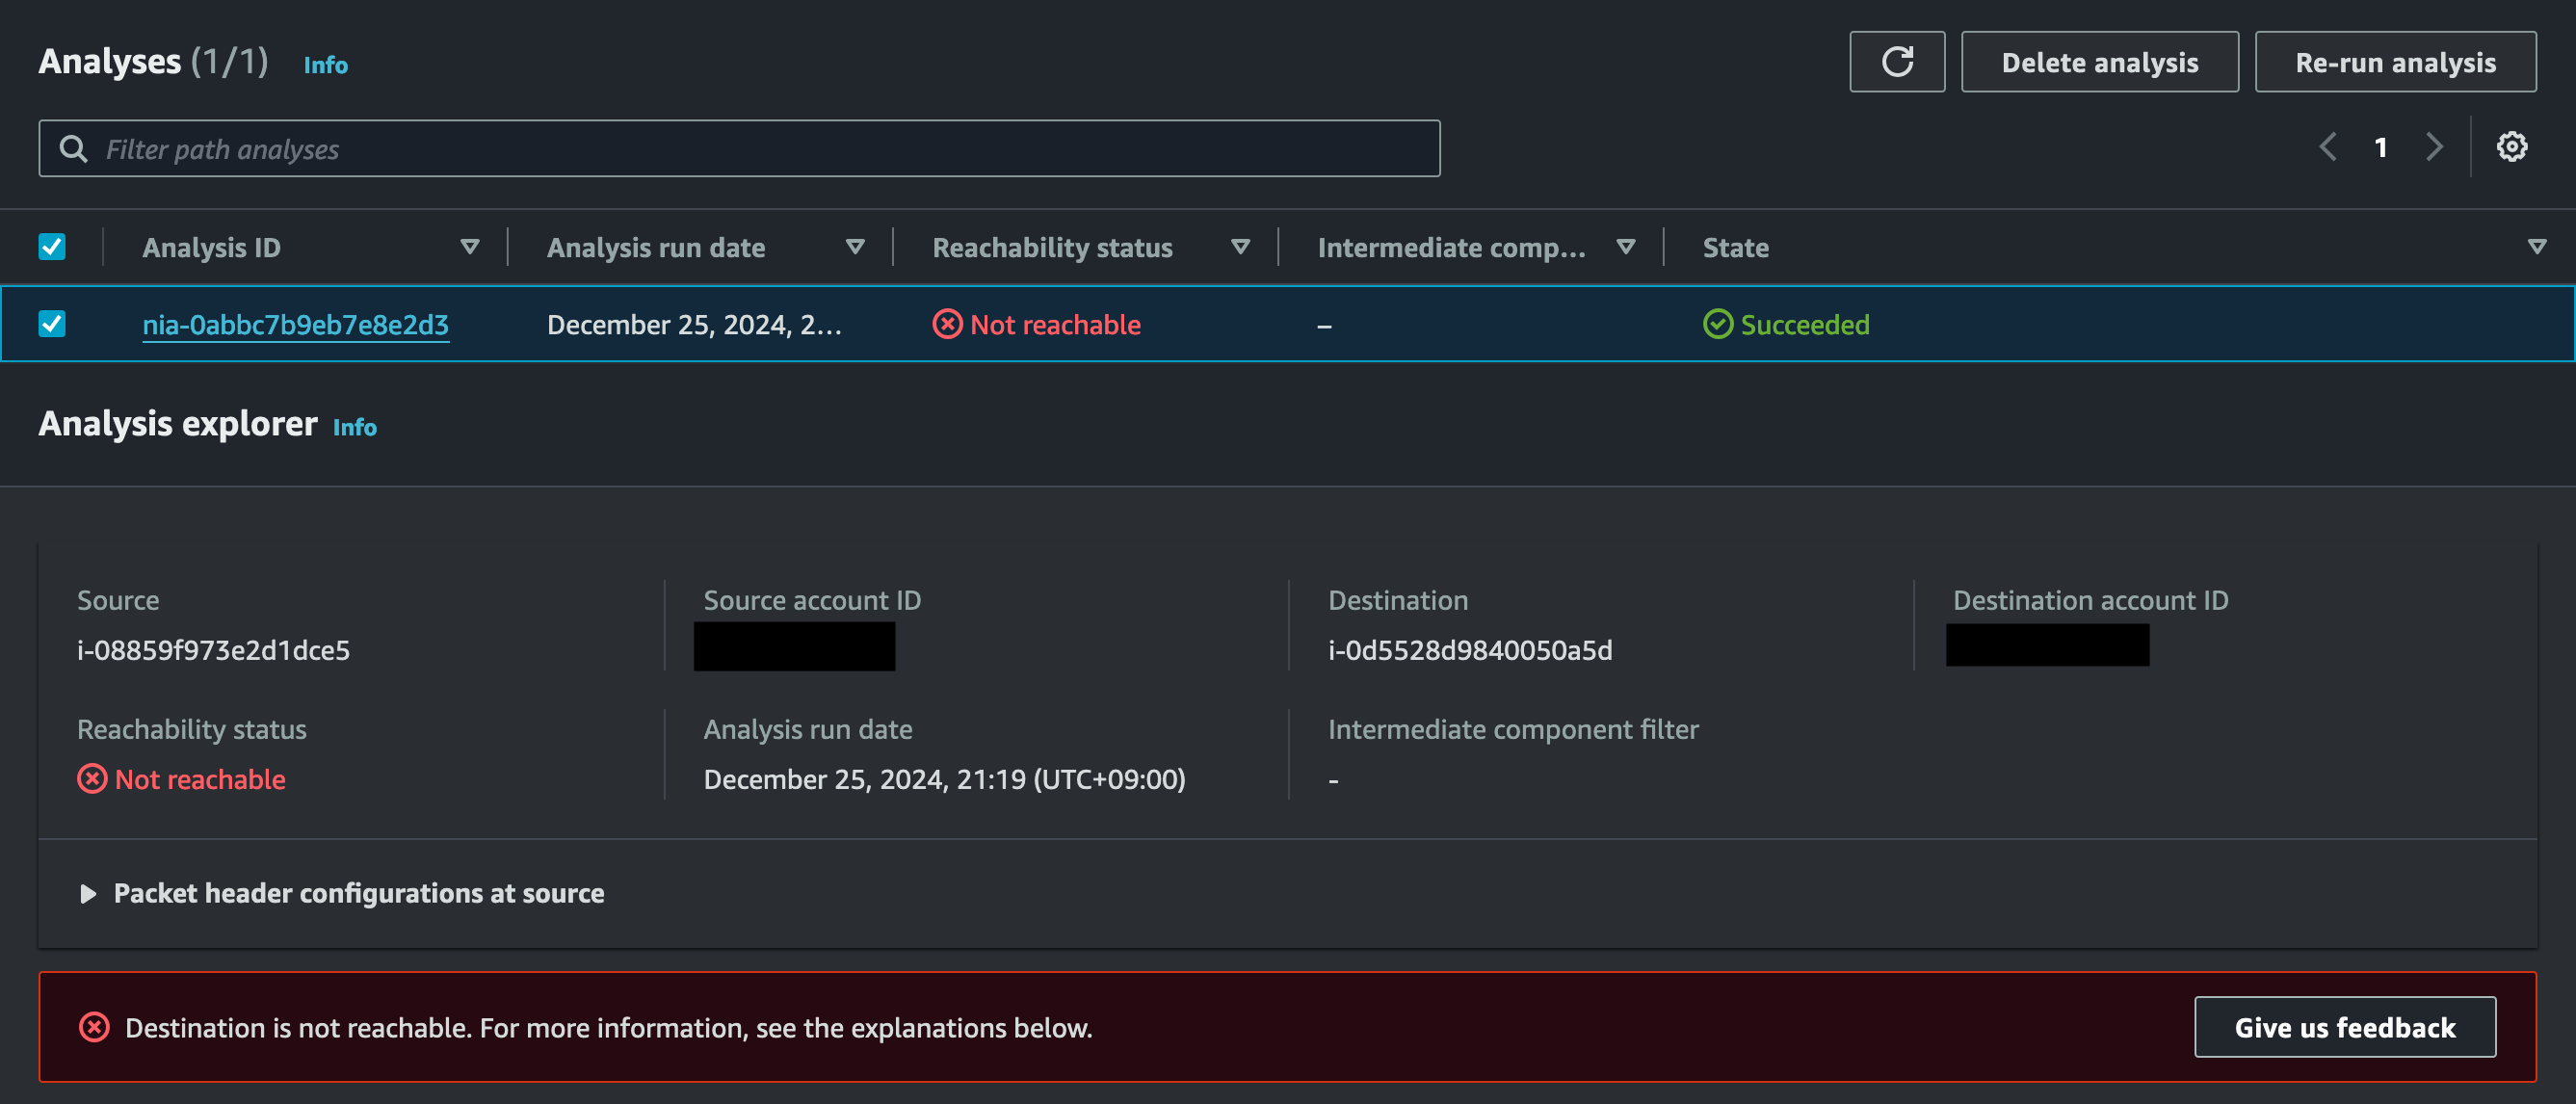 Analyses (1/1) Info
Delete analysis
Re-run analysis
Filter path analyses
1
Analysis ID Analysis run date Reachability status Intermediate comp... State
nia-0abbc7b9eb7e8e2d3 December 25, 2024, 2... Not reachable – Succeeded
Analysis explorer Info
Source Source account ID Destination Destination account ID
i-08859f973e2d1dce5 i-0d5528d9840050a5d
Reachability status Analysis run date Intermediate component filter
Not reachable December 25, 2024, 21:19 (UTC+09:00) -
Packet header configurations at source
Destination is not reachable. For more information, see the explanations below.
Give us feedback